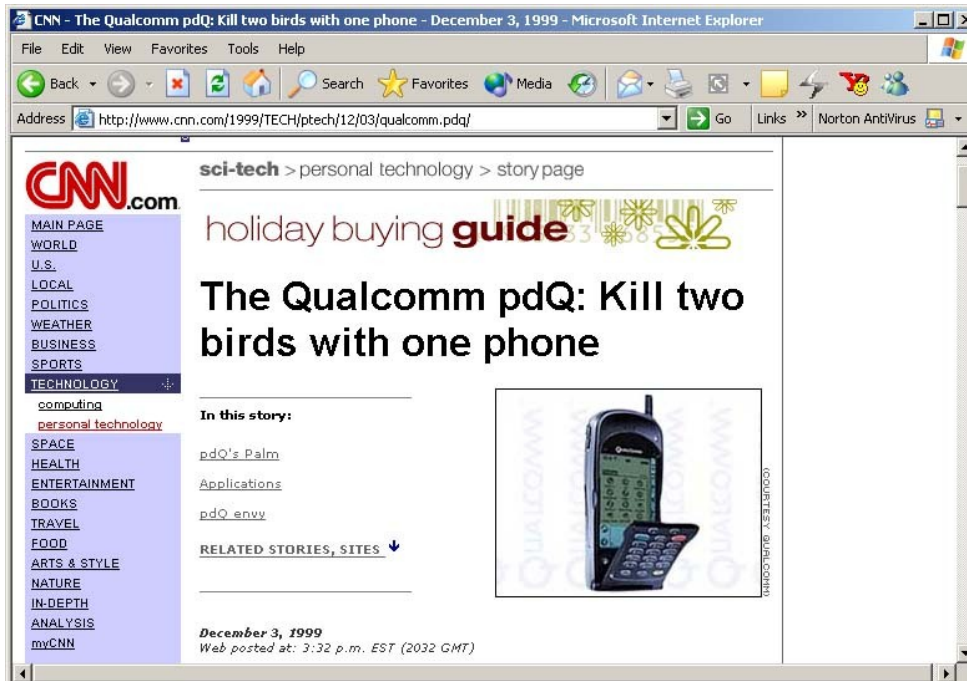 CNN - The Qualcomm pdQ: Kill two birds with one phone - December 3, 1999 - Microsoft Internet Explorer
File Edit View Favorites Tools Help
Back Search Favorites Media
Address http://www.cnn.com/1999/TECH/ptech/12/03/qualcomm.pdq/ Go Links » Norton AntiVirus
CNN.com
sci-tech > personal technology > story page
holiday buying guide
The Qualcomm pdQ: Kill two
birds with one phone
MAIN PAGE
WORLD
U.S.
LOCAL
POLITICS
WEATHER
BUSINESS
SPORTS
TECHNOLOGY
computing
personal technology
SPACE
HEALTH
ENTERTAINMENT
BOOKS
TRAVEL
FOOD
ARTS & STYLE
NATURE
IN-DEPTH
ANALYSIS
myCNN
In this story:
pdQ's Palm
Applications
pdQ envy
RELATED STORIES, SITES
QUALCOMM
(COURTESY QUALCOMM)
December 3, 1999
Web posted at: 3:32 p.m. EST (2032 GMT)